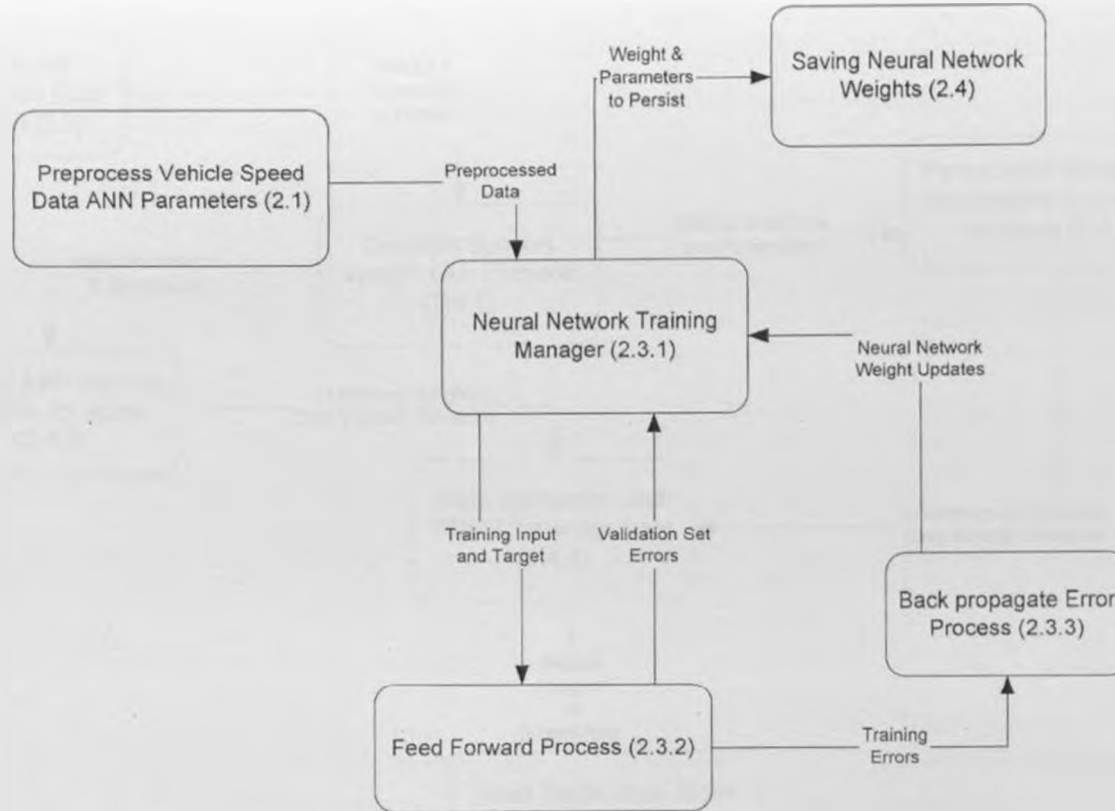 Weight &
Parameters
to Persist
Saving Neural Network
Weights (2.4)
Preprocess Vehicle Speed
Data ANN Parameters (2.1)
Preprocessed
Data
Neural Network Training
Manager (2.3.1)
Neural Network
Weight Updates
Training Input
and Target
Validation Set
Errors
Back propagate Error
Process (2.3.3)
Feed Forward Process (2.3.2)
Training
Errors